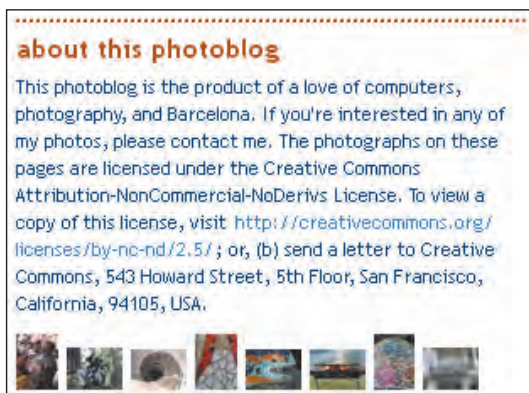 about this photoblog
This photoblog is the product of a love of computers,
photography, and Barcelona. If you're interested in any of
my photos, please contact me. The photographs on these
pages are licensed under the Creative Commons
Attribution-NonCommercial-NoDerivs License. To view a
copy of this license, visit http://creativecommons.org/
licenses/by-nc-nd/2.5/; or, (b) send a letter to Creative
Commons, 543 Howard Street, 5th Floor, San Francisco,
California, 94105, USA.